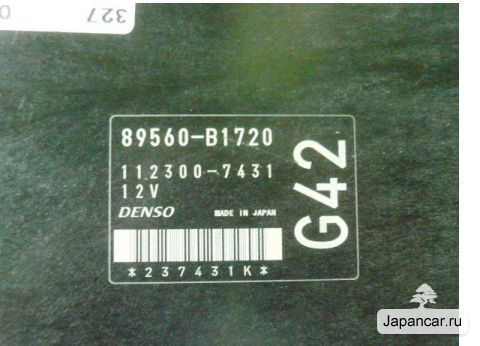 327
89560-B1720
112300-7431
12V
DENSO MADE IN JAPAN
*237431K*
G42
Japancar.ru